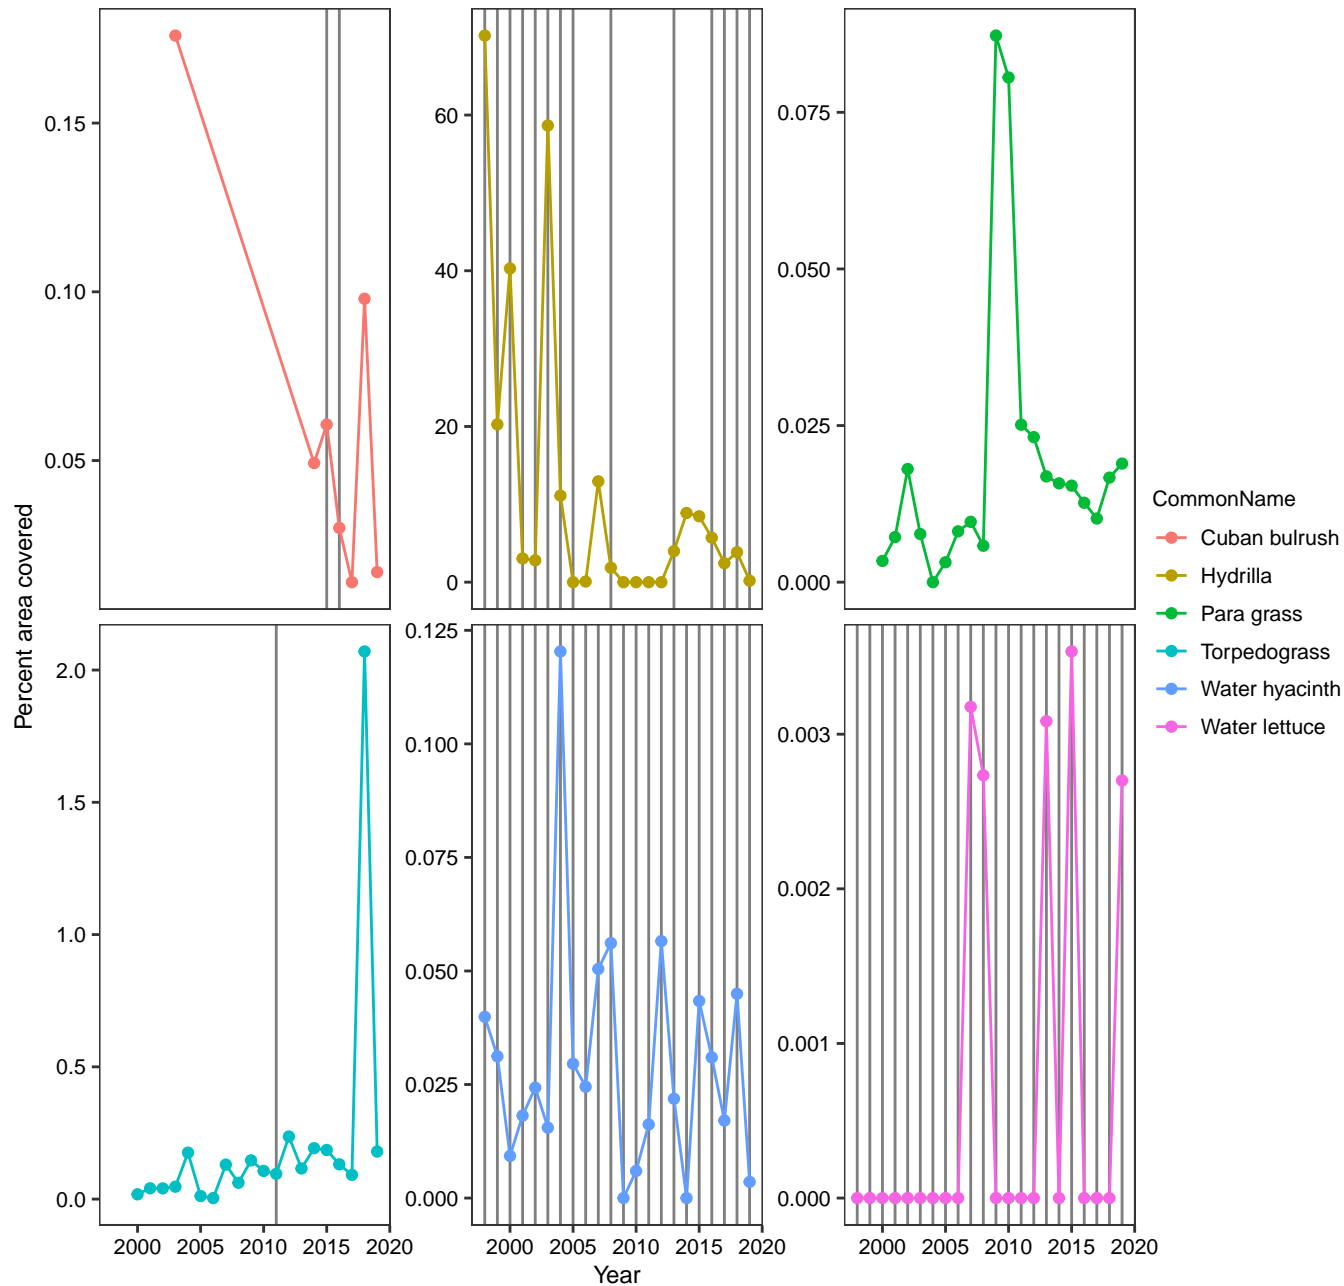 0.15
0.10
0.05
60
40
20
0
0.075
0.050
0.025
0.000
Percent area covered
2.0
1.5
1.0
0.5
0.0
0.125
0.100
0.075
0.050
0.025
0.000
0.003
0.002
0.001
0.000
2000 2005 2010 2015 2020
2000 2005 2010 2015 2020
2000 2005 2010 2015 2020
Year
CommonName
Cuban bulrush
Hydrilla
Para grass
Torpedograss
Water hyacinth
Water lettuce